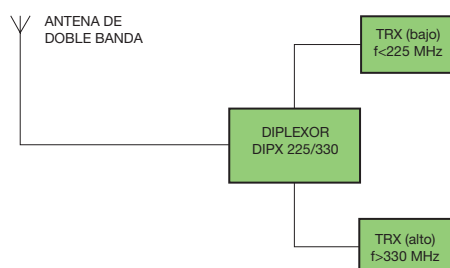 ANTENA DE
DOBLE BANDA
TRX (bajo)
f<225 MHz
DIPLEXOR
DIPX 225/330
TRX (alto)
f>330 MHz